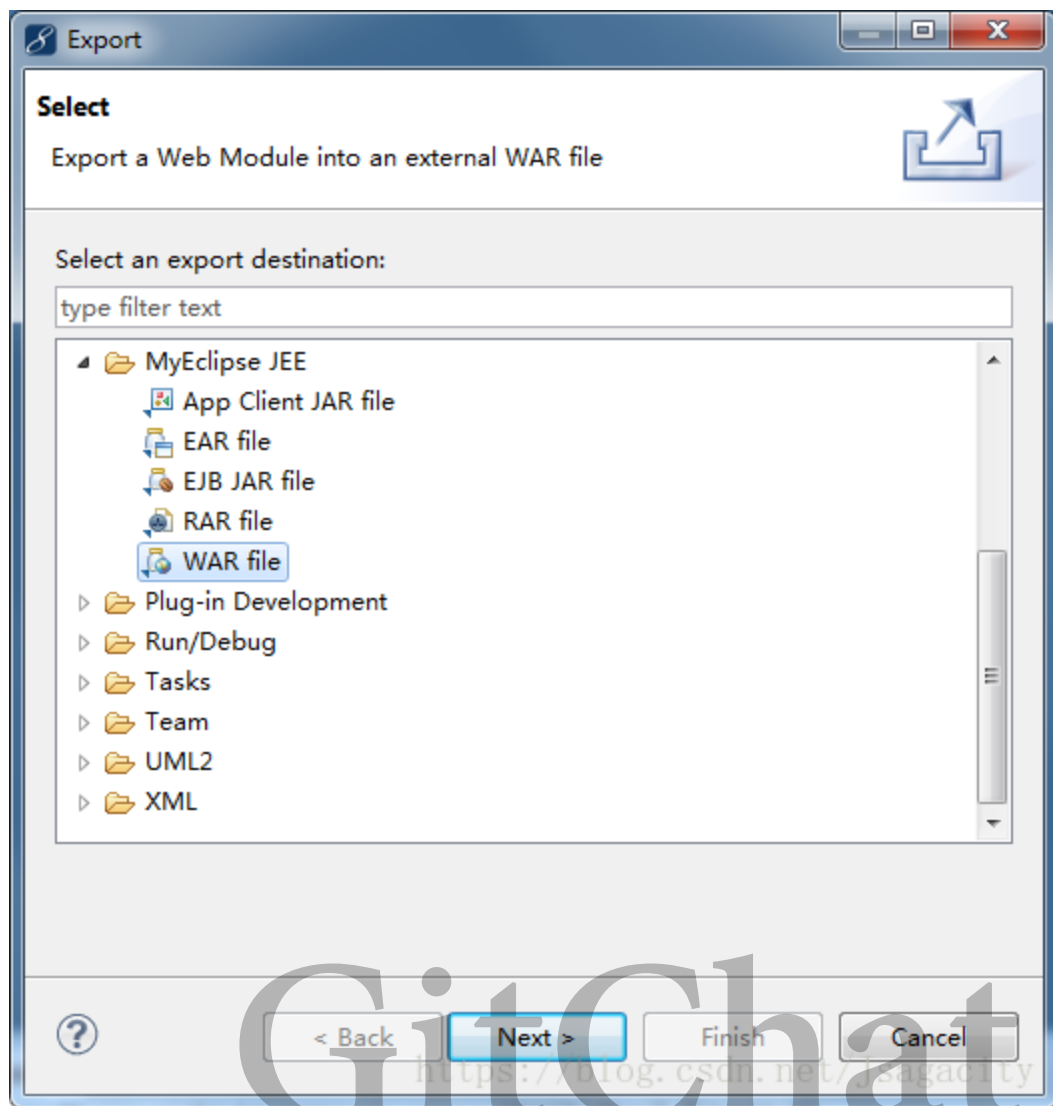 Export
Select
Export a Web Module into an external WAR file
Select an export destination:
type filter text
MyEclipse JEE
App Client JAR file
EAR file
EJB JAR file
RAR file
WAR file
Plug-in Development
Run/Debug
Tasks
Team
UML2
XML
< Back Next > Finish Cancel
GitChat
https://blog.csdn.net/jsagacity